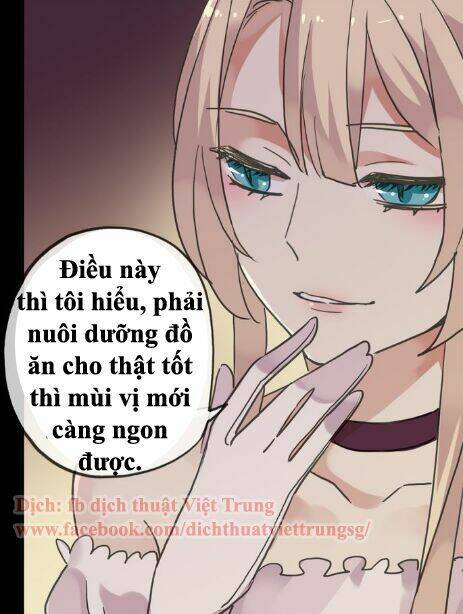 Điều này
thì tôi hiểu, phải
nuôi dưỡng đồ
ăn cho thật tốt
thì mùi vị mới
càng ngon
được.
Dịch: fb dịch thuật Việt Trung
www.facebook.com/dichthuatviettrungsg/